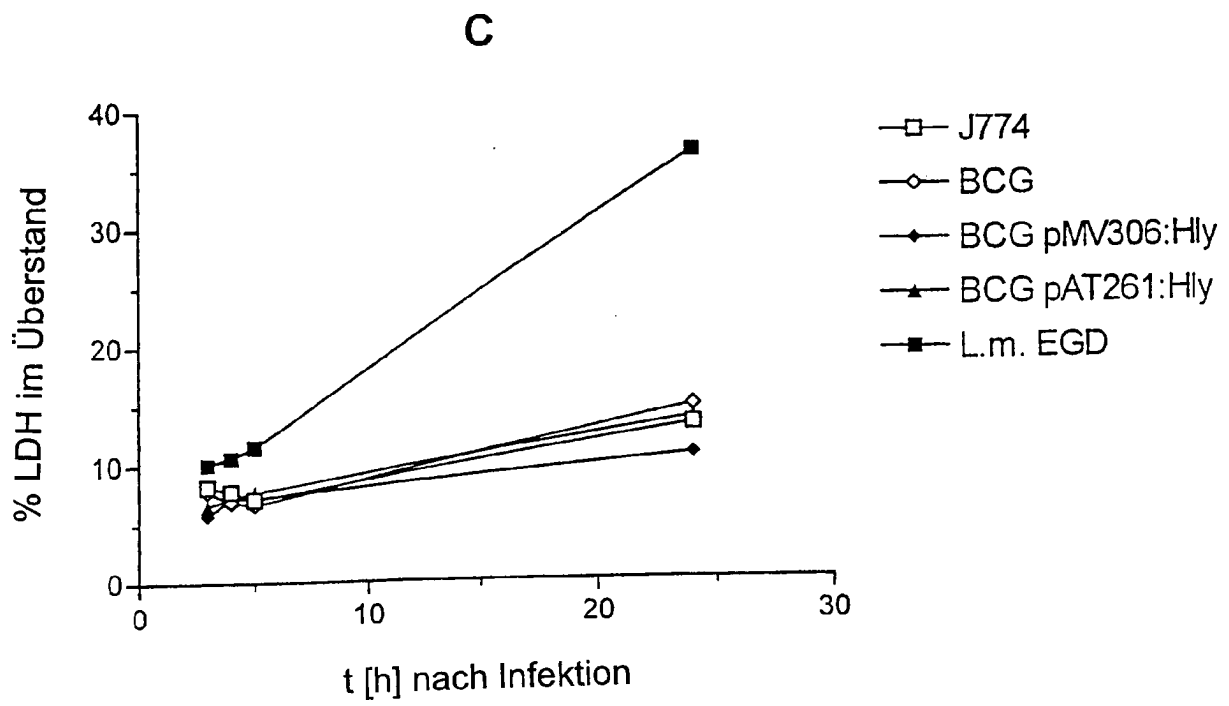 C
% LDH im Überstand
40
30
20
10
0
0
10
20
30
t [h] nach Infektion
J774
BCG
BCG pMV306:Hly
BCG pAT261:Hly
L.m. EGD